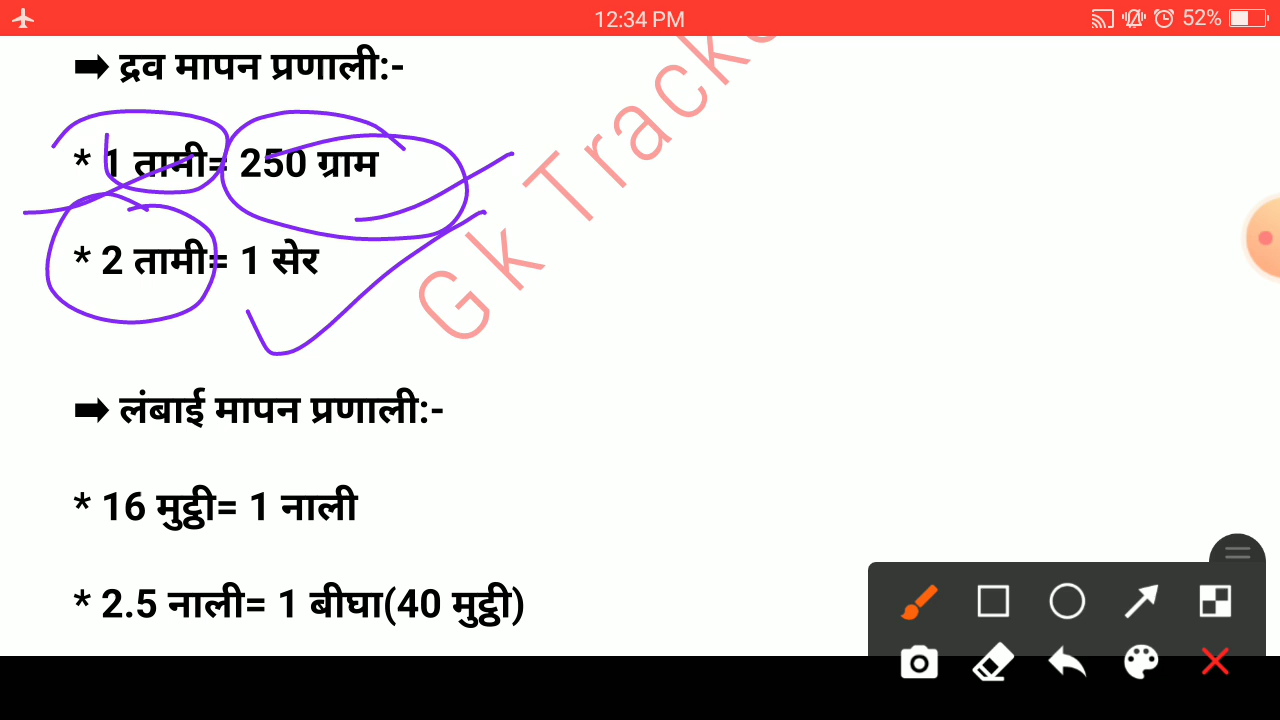 12:34 PM
52%
➡ द्रव मापन प्रणाली:-
* 1 तामी= 250 ग्राम
* 2 तामी= 1 सेर
Gk Track
➡ लंबाई मापन प्रणाली:-
* 16 मुट्ठी= 1 नाली
* 2.5 नाली= 1 बीघा(40 मुट्ठी)